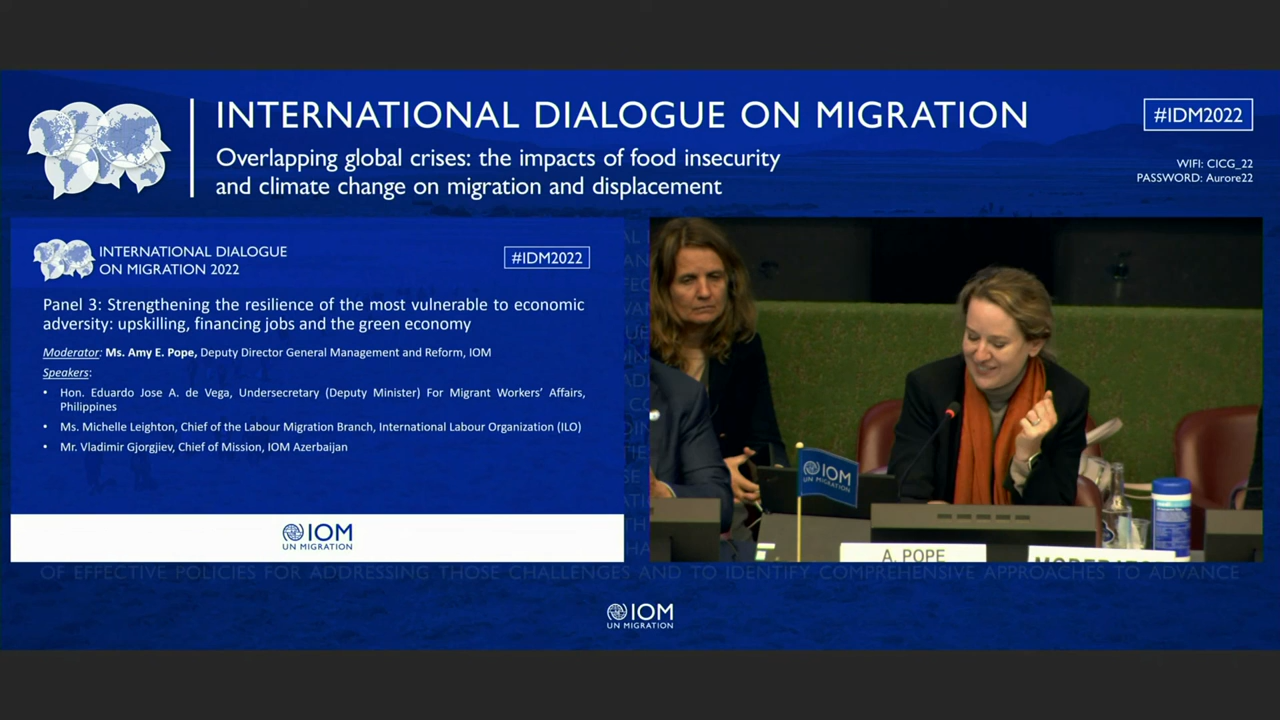 INTERNATIONAL DIALOGUE ON MIGRATION
Overlapping global crises: the impacts of food insecurity
and climate change on migration and displacement
#IDM2022
WIFI: CICG_22
PASSWORD: Aurore22
INTERNATIONAL DIALOGUE
ON MIGRATION 2022
#IDM2022
Panel 3: Strengthening the resilience of the most vulnerable to economic
adversity: upskilling, financing jobs and the green economy
Moderator: Ms. Amy E. Pope, Deputy Director General Management and Reform, IOM
Speakers:
• Hon. Eduardo Jose A. de Vega, Undersecretary (Deputy Minister) For Migrant Workers' Affairs,
Philippines
• Ms. Michelle Leighton, Chief of the Labour Migration Branch, International Labour Organization (ILO)
• Mr. Vladimir Gjorgjiev, Chief of Mission, IOM Azerbaijan
IOM
UN MIGRATION
IOM
UN MIGRATION
A. POPE
OF EFFECTIVE POLICIES FOR ADDRESSING THOSE CHALLENGES AND TO IDENTIFY COMPREHENSIVE APPROACHES TO ADVANCE
IOM
UN MIGRATION